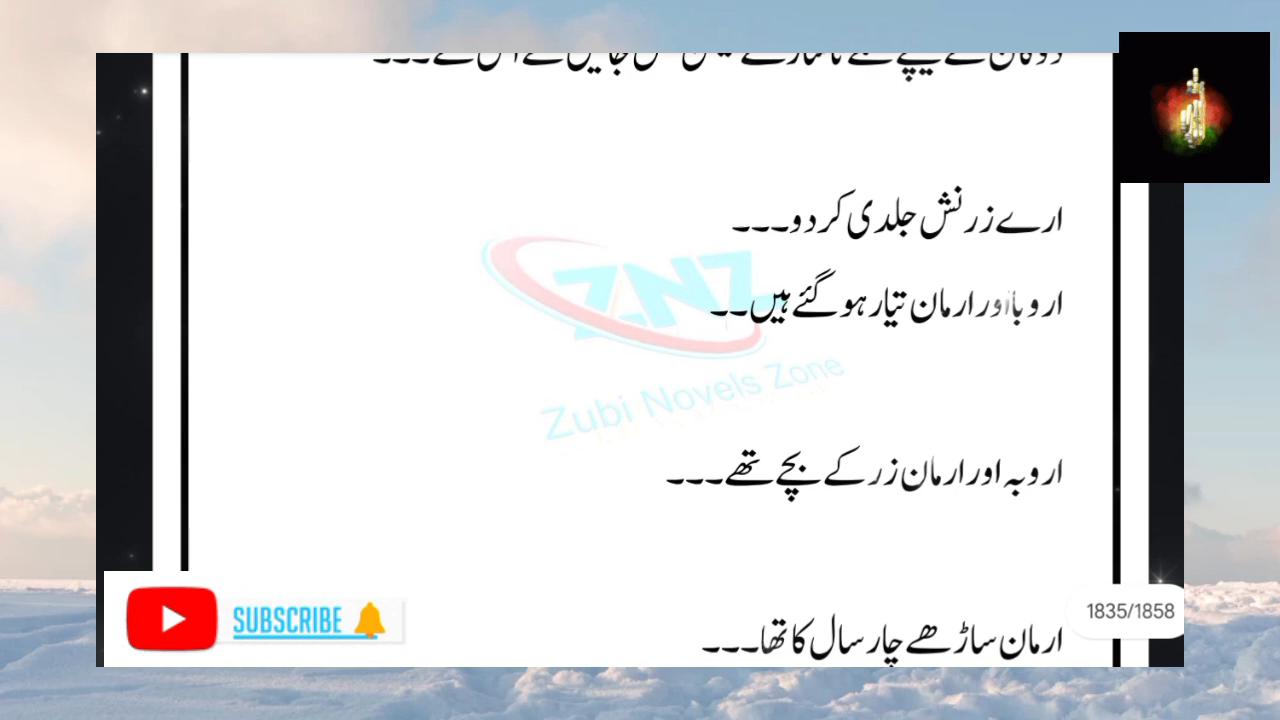 ارے زرنش جلدی کر دو۔۔۔
اروبا اور ارمان تیار ہو گئے ہیں۔۔
ZNZ
Zubi Novels Zone
اروبہ اور ارمان زر کے بچے تھے۔۔۔
ارمان ساڑھے چار سال کا تھا۔۔۔
SUBSCRIBE
1835/1858